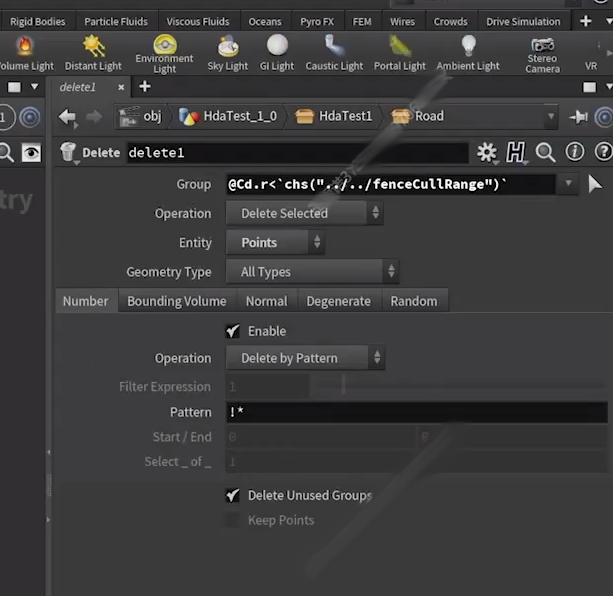 Rigid Bodies Particle Fluids Viscous Fluids Oceans Pyro FX FEM Wires Crowds Drive Simulation
Volume Light Distant Light Environment Light Sky Light GI Light Caustic Light Portal Light Ambient Light Stereo Camera VR
delete1
obj HdaTest_1_0 HdaTest1 Road
Delete delete1
try
Group @Cd.r<`chs("../../fenceCullRange")`
Operation Delete Selected
Entity Points
Geometry Type All Types
Number Bounding Volume Normal Degenerate Random
Enable
Operation Delete by Pattern
Filter Expression 1
Pattern !*
Start / End 0
Select _ of _ 1
Delete Unused Groups
Keep Points